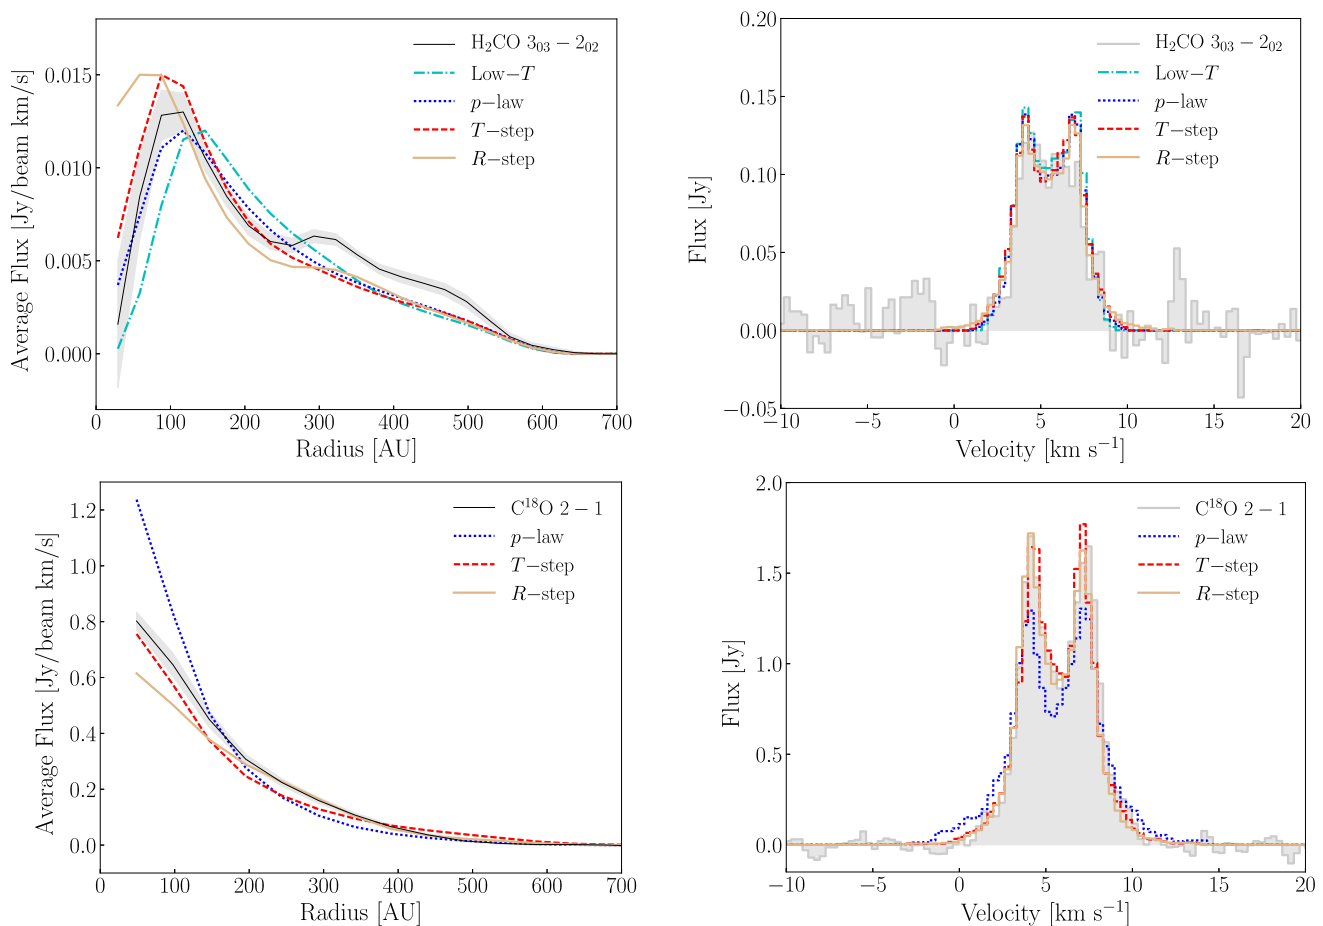 H₂CO 3₀₃ − 2₀₂
Low−T
p−law
T−step
R−step
0.015
0.010
0.005
0.000
0 100 200 300 400 500 600 700
Average Flux [Jy/beam km/s]
Radius [AU]
H₂CO 3₀₃ − 2₀₂
Low−T
p−law
T−step
R−step
0.20
0.15
0.10
0.05
0.00
−0.05
−10 −5 0 5 10 15 20
Flux [Jy]
Velocity [km s⁻¹]
C¹⁸O 2 − 1
p−law
T−step
R−step
1.2
1.0
0.8
0.6
0.4
0.2
0.0
0 100 200 300 400 500 600 700
Average Flux [Jy/beam km/s]
Radius [AU]
C¹⁸O 2 − 1
p−law
T−step
R−step
2.0
1.5
1.0
0.5
0.0
−10 −5 0 5 10 15 20
Flux [Jy]
Velocity [km s⁻¹]